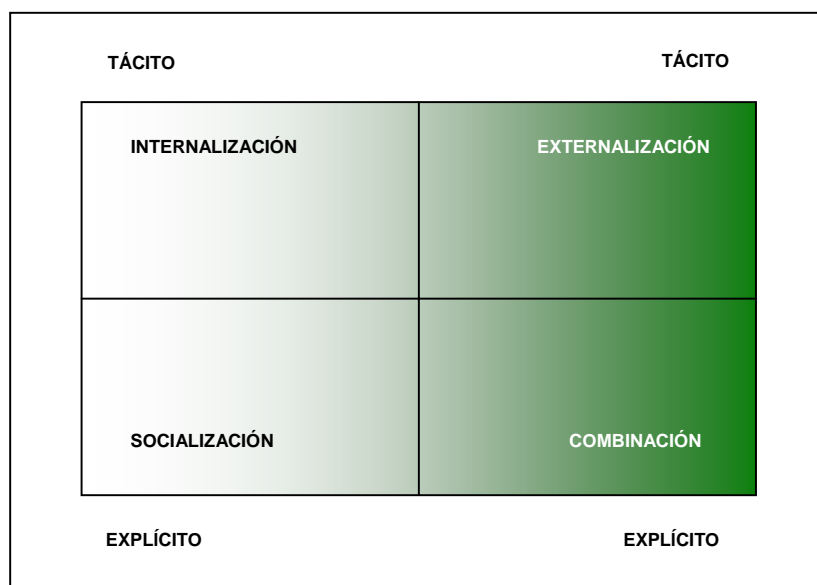 TÁCITO
TÁCITO
INTERNALIZACIÓN
EXTERNALIZACIÓN
SOCIALIZACIÓN
COMBINACIÓN
EXPLÍCITO
EXPLÍCITO